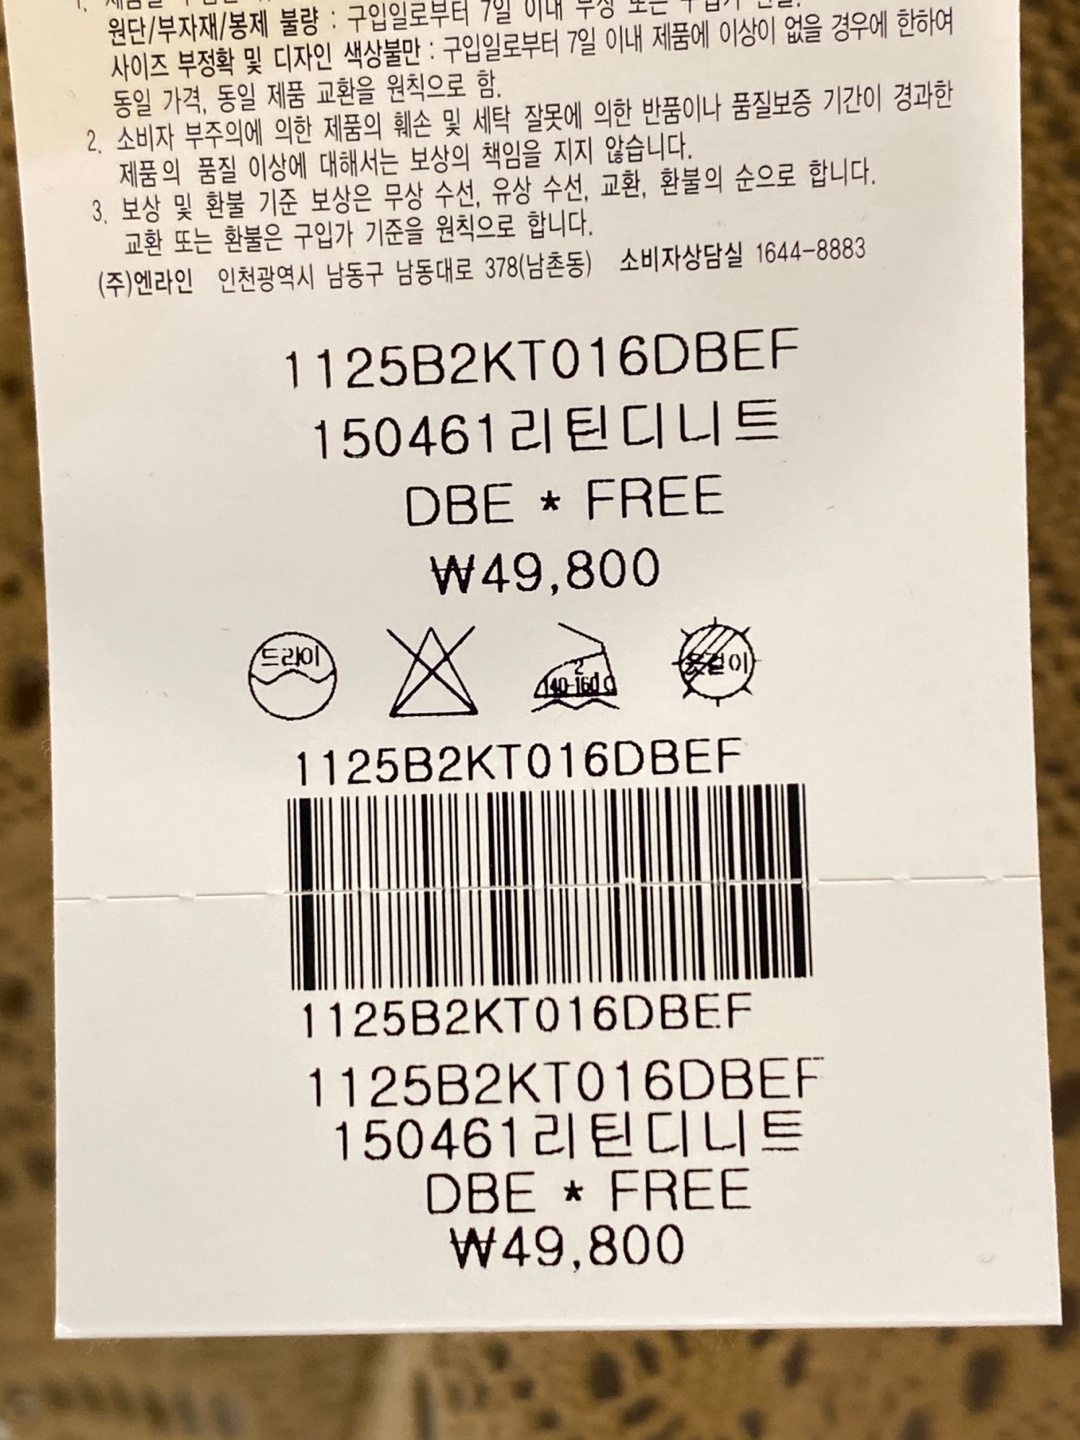 원단/부자재/봉제 불량 : 구입일로부터 7일 이내 무상 또는 구입가 환불.
사이즈 부정확 및 디자인 색상불만 : 구입일로부터 7일 이내 제품에 이상이 없을 경우에 한하여
동일 가격, 동일 제품 교환을 원칙으로 함.
2. 소비자 부주의에 의한 제품의 훼손 및 세탁 잘못에 의한 반품이나 품질보증 기간이 경과한
제품의 품질 이상에 대해서는 보상의 책임을 지지 않습니다.
3. 보상 및 환불 기준 보상은 무상 수선, 유상 수선, 교환, 환불의 순으로 합니다.
교환 또는 환불은 구입가 기준을 원칙으로 합니다.
(주)엔라인 인천광역시 남동구 남동대로 378(남촌동) 소비자상담실 1644-8883
1125B2KT016DBEF
150461리틴디니트
DBE * FREE
₩49,800
드라이
2
140-160℃
옷걸이
1125B2KT016DBEF
1125B2KT016DBEF
1125B2KT016DBEF
150461리틴디니트
DBE * FREE
₩49,800